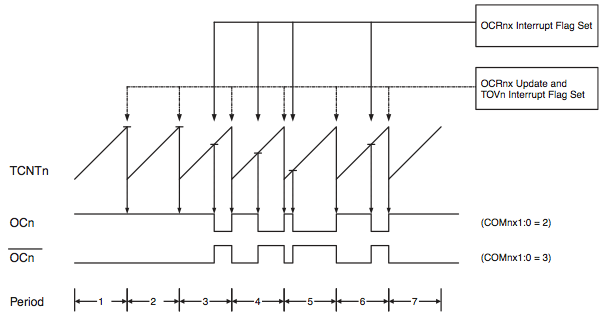 OCRnx Interrupt Flag Set
OCRnx Update and
TOVn Interrupt Flag Set
TCNTn
OCn
(COMnx1:0 = 2)
OCn
(COMnx1:0 = 3)
Period
1
2
3
4
5
6
7